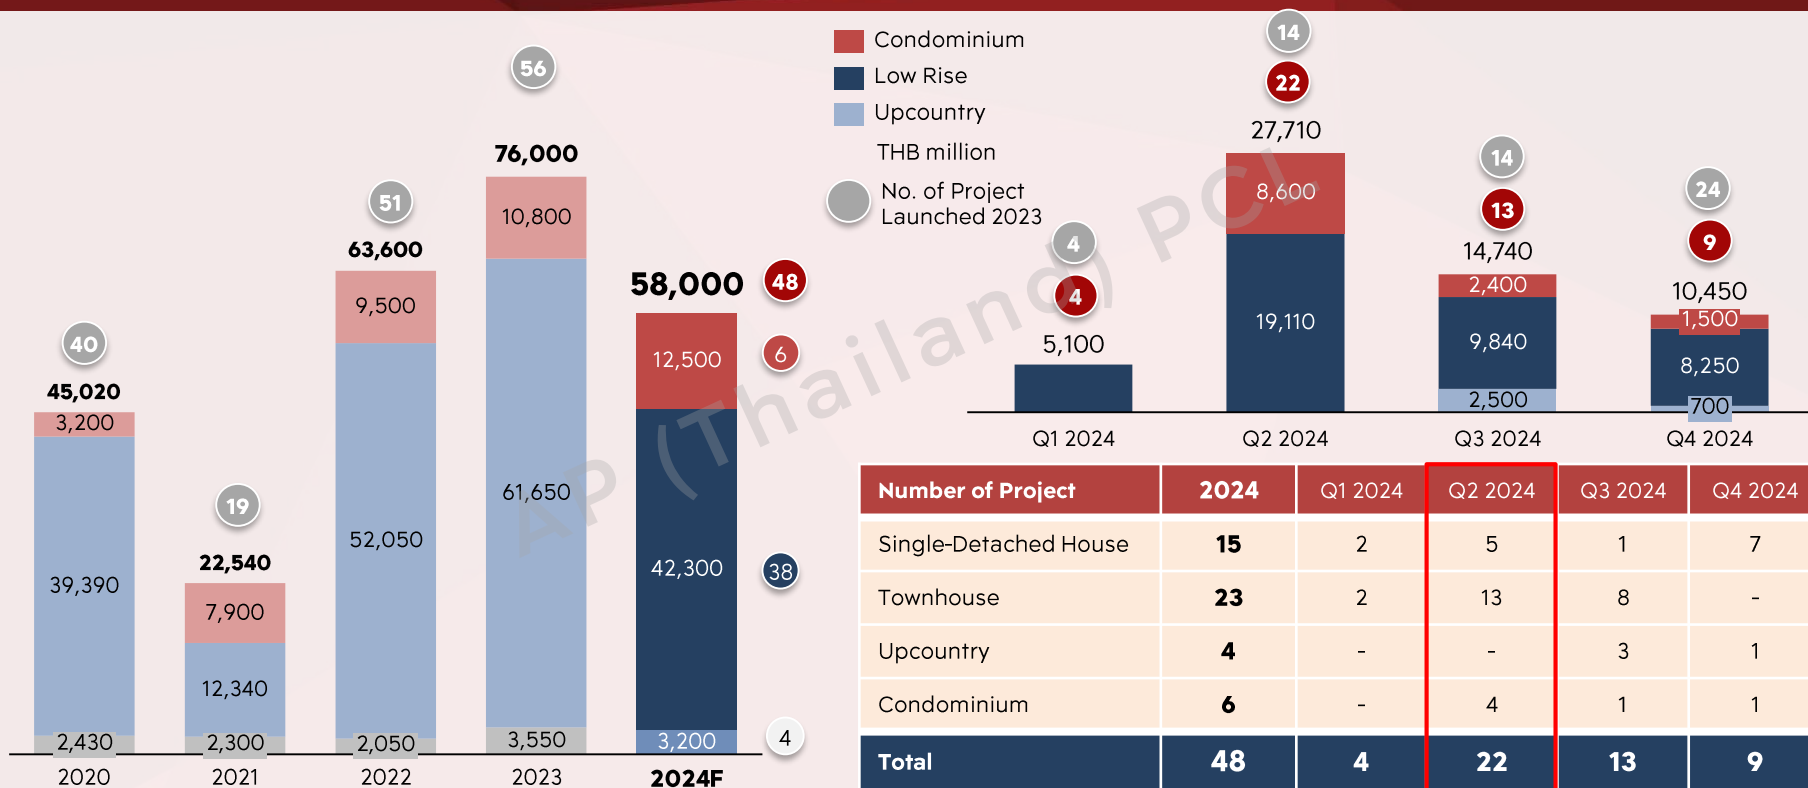 56
76,000
10,800
61,650
3,550
2023
51
63,600
9,500
52,050
2,050
2022
40
45,020
3,200
39,390
2,430
2020
19
22,540
7,900
12,340
2,300
2021
58,000
48
12,500
6
42,300
38
3,200
4
2024F
Condominium
Low Rise
Upcountry
THB million
No. of Project
Launched 2023
4
4
5,100
Q1 2024
14
22
27,710
8,600
19,110
Q2 2024
14
13
14,740
2,400
9,840
2,500
Q3 2024
24
9
10,450
1,500
8,250
700
Q4 2024
AP (Thailand) PCL
Number of Project 2024 Q1 2024 Q2 2024 Q3 2024 Q4 2024
Single-Detached House 15 2 5 1 7
Townhouse 23 2 13 8 -
Upcountry 4 - - 3 1
Condominium 6 - 4 1 1
Total 48 4 22 13 9